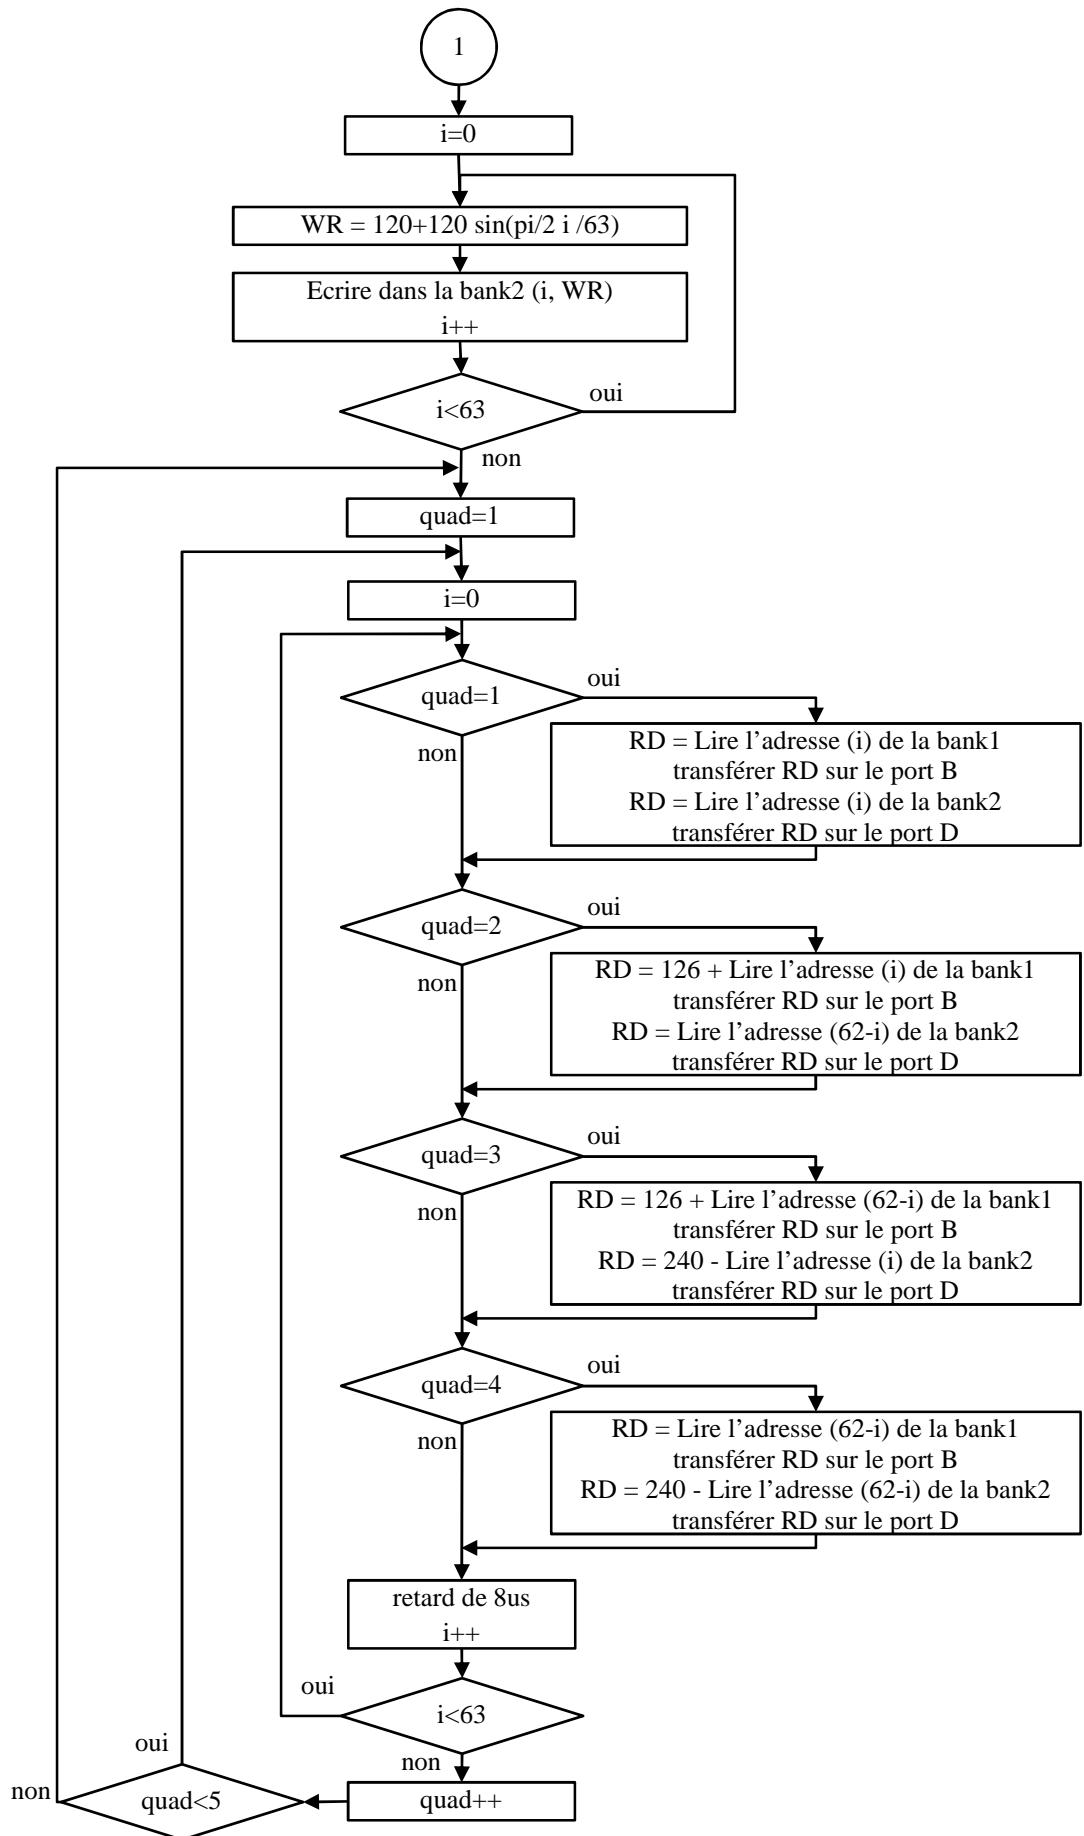 1
i=0
WR = 120+120 sin(pi/2 i /63)
Ecrire dans la bank2 (i, WR)
i++
i<63
oui
non
quad=1
i=0
quad=1
oui
non
RD = Lire l’adresse (i) de la bank1
transférer RD sur le port B
RD = Lire l’adresse (i) de la bank2
transférer RD sur le port D
quad=2
oui
non
RD = 126 + Lire l’adresse (i) de la bank1
transférer RD sur le port B
RD = Lire l’adresse (62-i) de la bank2
transférer RD sur le port D
quad=3
oui
non
RD = 126 + Lire l’adresse (62-i) de la bank1
transférer RD sur le port B
RD = 240 - Lire l’adresse (i) de la bank2
transférer RD sur le port D
quad=4
oui
non
RD = Lire l’adresse (62-i) de la bank1
transférer RD sur le port B
RD = 240 - Lire l’adresse (62-i) de la bank2
transférer RD sur le port D
retard de 8us
i++
oui
i<63
non
quad++
oui
non
quad<5